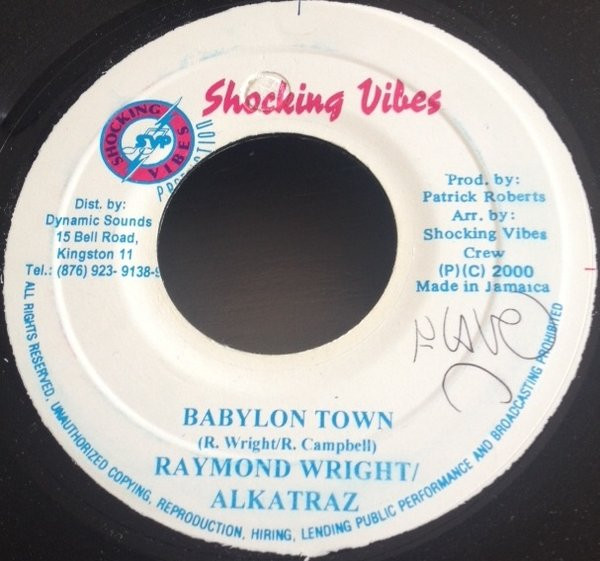 Shocking Vibes
SHOCKING VIBES
SVP
PRODUCTION
Dist. by:
Dynamic Sounds
15 Bell Road,
Kingston 11
Tel.: (876) 923- 9138-9
Prod. by:
Patrick Roberts
Arr. by:
Shocking Vibes
Crew
(P)(C) 2000
Made in Jamaica
BABYLON TOWN
(R. Wright/R. Campbell)
RAYMOND WRIGHT/
ALKATRAZ
ALL RIGHTS RESERVED, UNAUTHORIZED COPYING, REPRODUCTION, HIRING, LENDING PUBLIC PERFORMANCE AND BROADCASTING PROHIBITED